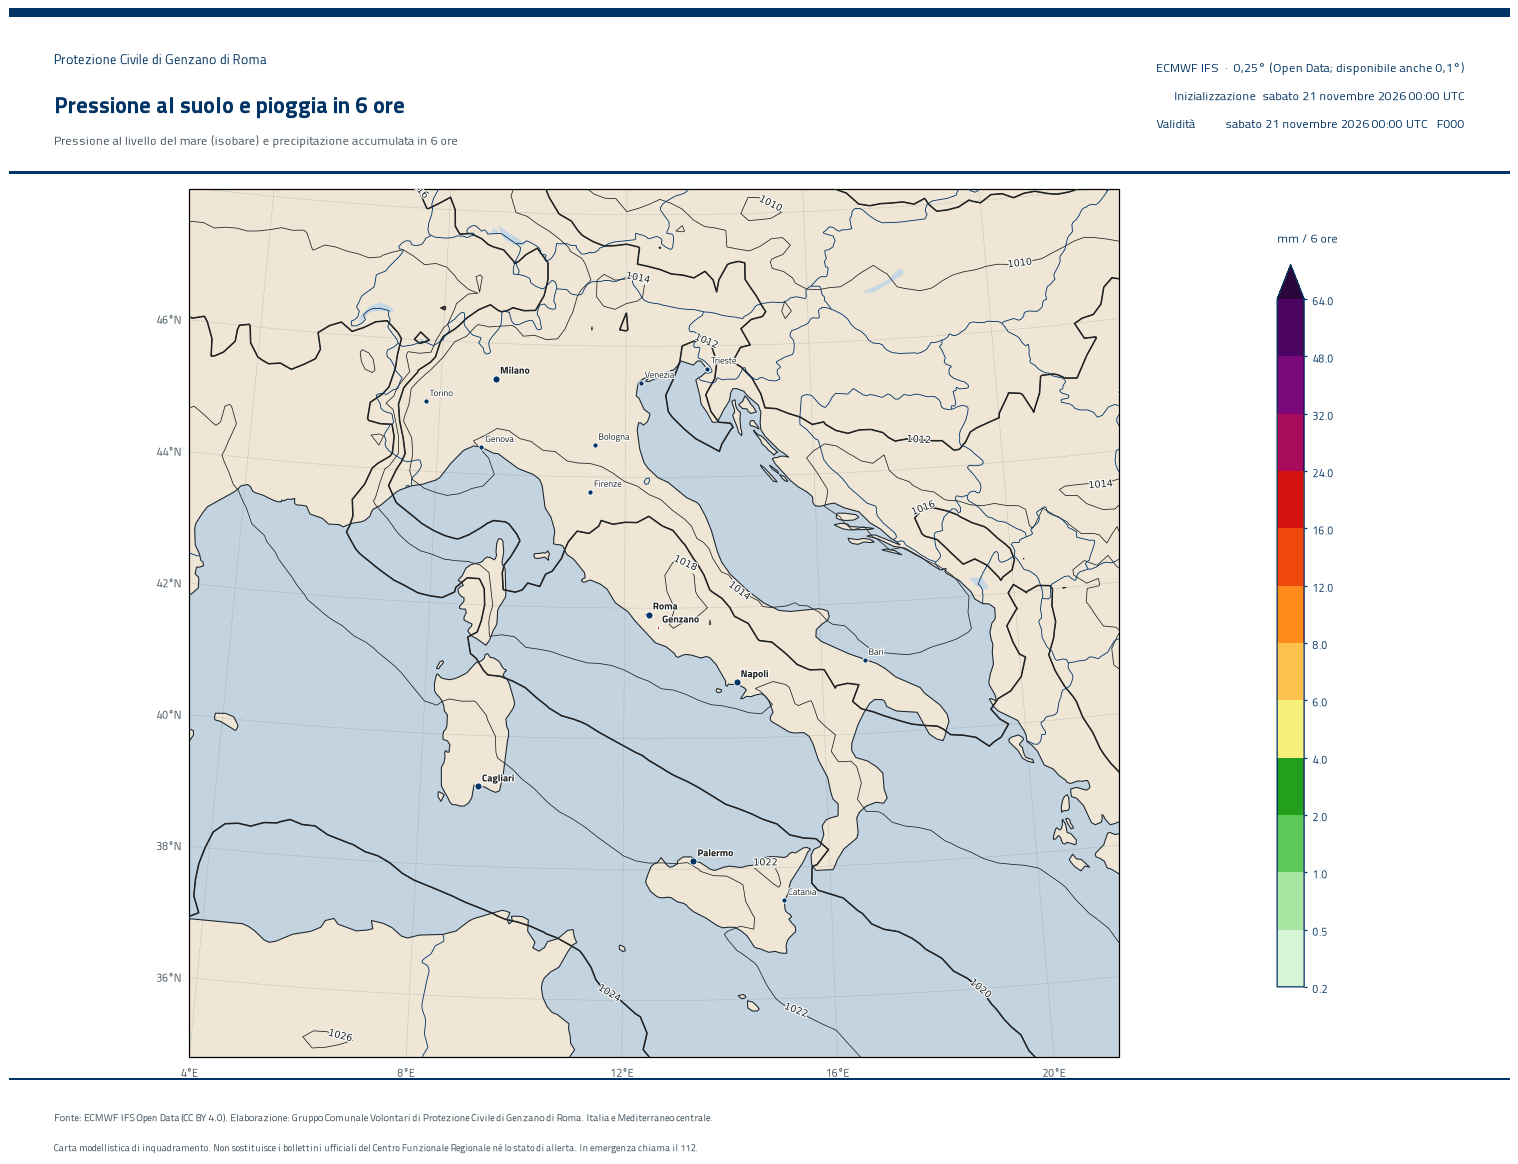 Protezione Civile di Genzano di Roma
Pressione al suolo e pioggia in 6 ore
Pressione al livello del mare (isobare) e precipitazione accumulata in 6 ore
ECMWF IFS · 0,25° (Open Data; disponibile anche 0,1°)
Inizializzazione sabato 21 novembre 2026 00:00 UTC
Validità sabato 21 novembre 2026 00:00 UTC F000
16
1010
1014
1010
1012
Trieste
Venezia
Milano
Torino
Genova
Bologna
1012
Firenze
1014
1016
1018
1014
Roma
Genzano
Bari
Napoli
Cagliari
Palermo
1022
Catania
1024
1020
1022
1026
46°N
44°N
42°N
40°N
38°N
36°N
4°E
8°E
12°E
16°E
20°E
mm / 6 ore
64.0
48.0
32.0
24.0
16.0
12.0
8.0
6.0
4.0
2.0
1.0
0.5
0.2
Fonte: ECMWF IFS Open Data (CC BY 4.0). Elaborazione: Gruppo Comunale Volontari di Protezione Civile di Genzano di Roma. Italia e Mediterraneo centrale.
Carta modellistica di inquadramento. Non sostituisce i bollettini ufficiali del Centro Funzionale Regionale né lo stato di allerta. In emergenza chiama il 112.